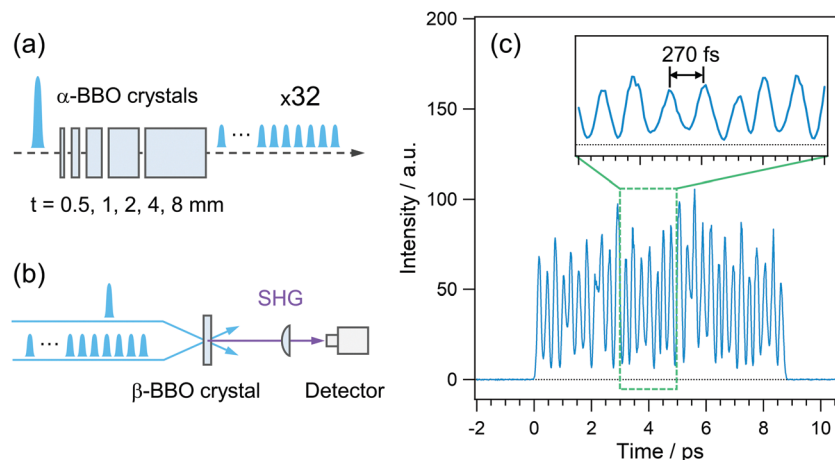 (a)
α-BBO crystals
x32
...
t = 0.5, 1, 2, 4, 8 mm
(b)
...
SHG
β-BBO crystal
Detector
(c)
270 fs
Intensity / a.u.
200
150
100
50
0
-2 0 2 4 6 8 10
Time / ps